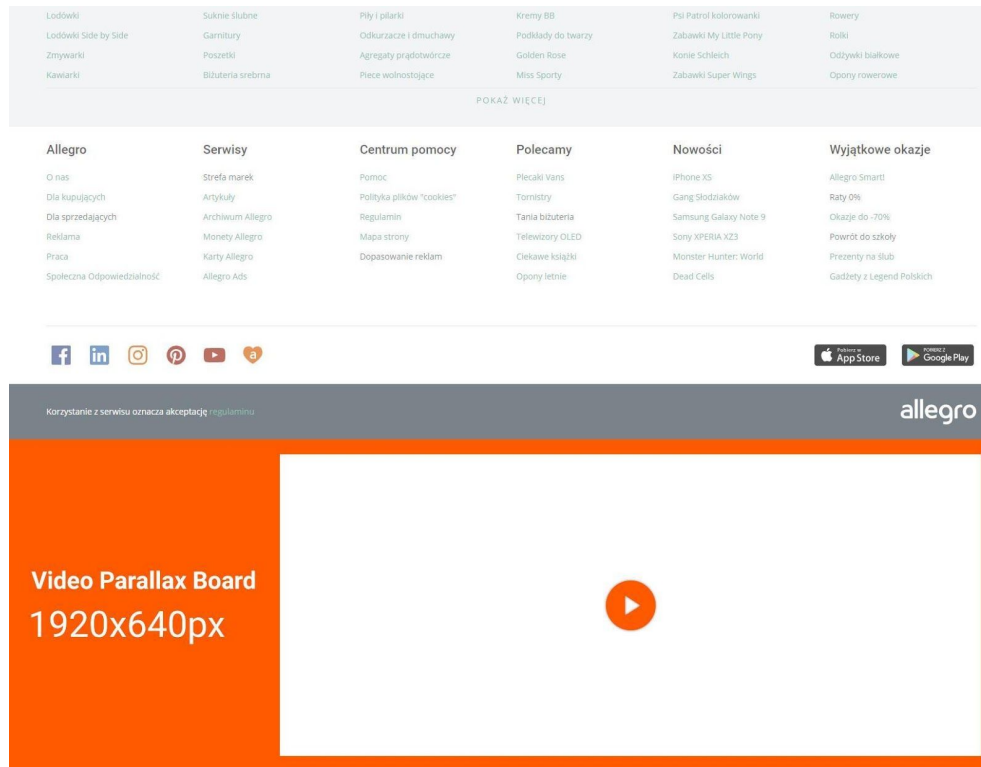 Lodówki
Lodówki Side by Side
Zmywarki
Kawiarki
Suknie ślubne
Garnitury
Poszetki
Biżuteria srebrna
Piły i pilarki
Odkurzacze i dmuchawy
Agregaty prądotwórcze
Piece wolnostojące
Kremy BB
Podkłady do twarzy
Golden Rose
Miss Sporty
Psi Patrol kolorowanki
Zabawki My Little Pony
Konie Schleich
Zabawki Super Wings
Rowery
Rolki
Odżywki białkowe
Opony rowerowe
POKAŻ WIĘCEJ
Allegro
O nas
Dla kupujących
Dla sprzedających
Reklama
Praca
Społeczna Odpowiedzialność
Serwisy
Strefa marek
Artykuły
Archiwum Allegro
Monety Allegro
Karty Allegro
Allegro Ads
Centrum pomocy
Pomoc
Polityka plików "cookies"
Regulamin
Mapa strony
Dopasowanie reklam
Polecamy
Plecaki Vans
Tornistry
Tania biżuteria
Telewizory OLED
Ciekawe książki
Opony letnie
Nowości
iPhone XS
Gang Słodziaków
Samsung Galaxy Note 9
Sony XPERIA XZ3
Monster Hunter: World
Dead Cells
Wyjątkowe okazje
Allegro Smart!
Raty 0%
Okazje do -70%
Powrót do szkoły
Prezenty na ślub
Gadżety z Legend Polskich
Pobierz w
App Store
POBIERZ Z
Google Play
Korzystanie z serwisu oznacza akceptację regulaminu
allegro
Video Parallax Board
1920x640px